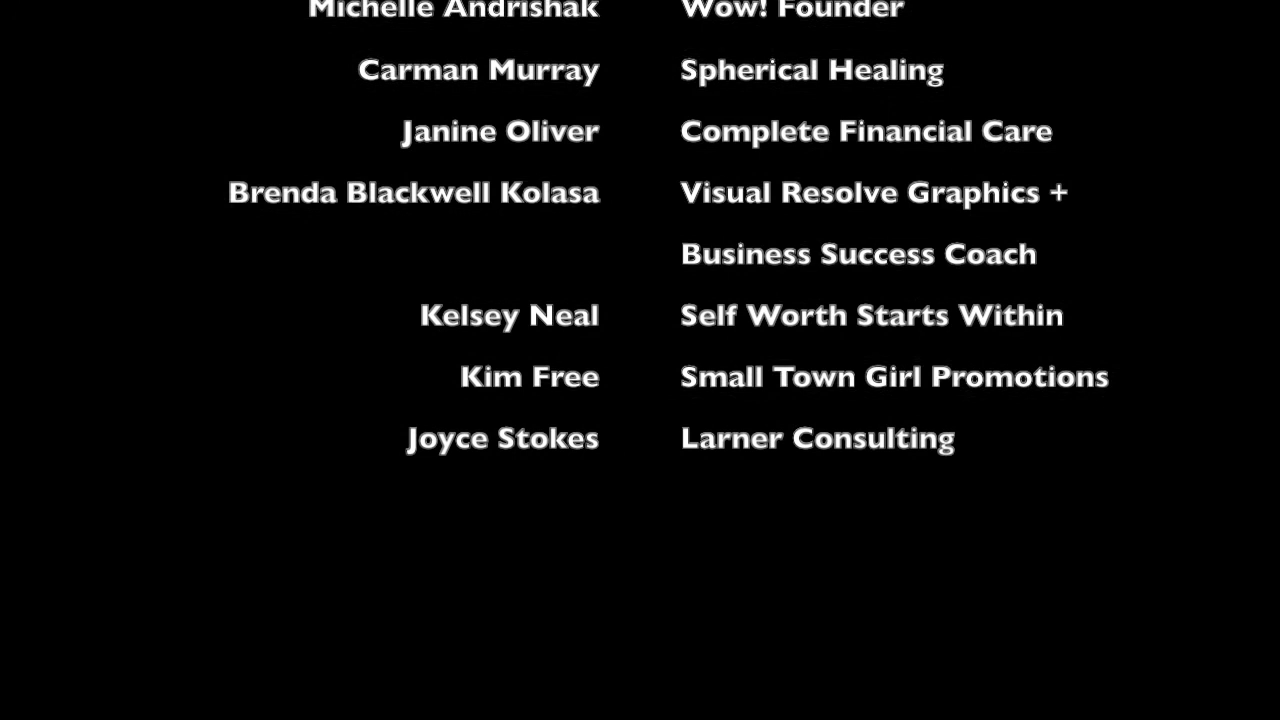 Michelle Andrishak Wow! Founder
Carman Murray Spherical Healing
Janine Oliver Complete Financial Care
Brenda Blackwell Kolasa Visual Resolve Graphics +
Business Success Coach
Kelsey Neal Self Worth Starts Within
Kim Free Small Town Girl Promotions
Joyce Stokes Larner Consulting